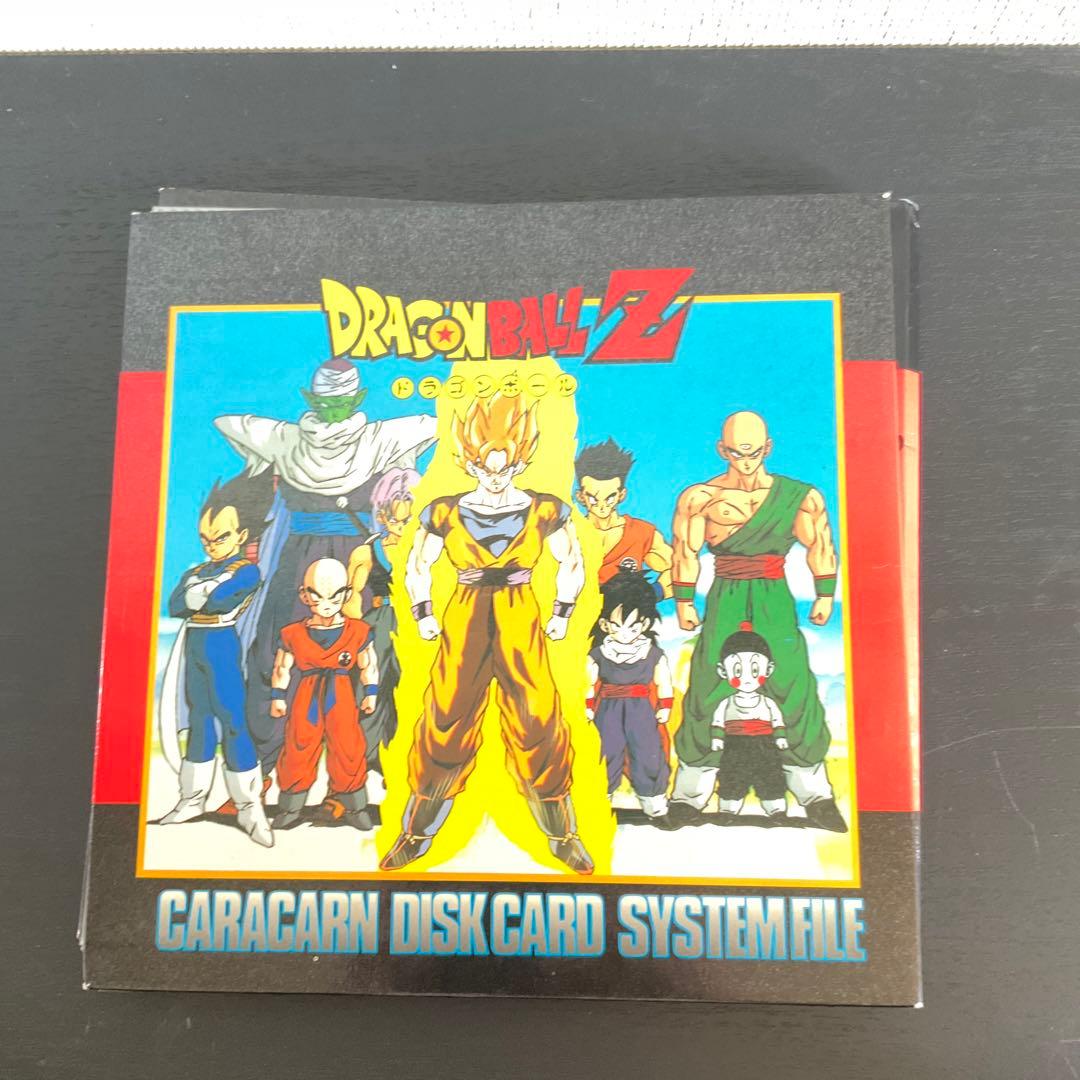 DRAGON BALL Z
ドラゴンボール
CARACARN DISK CARD SYSTEM FILE